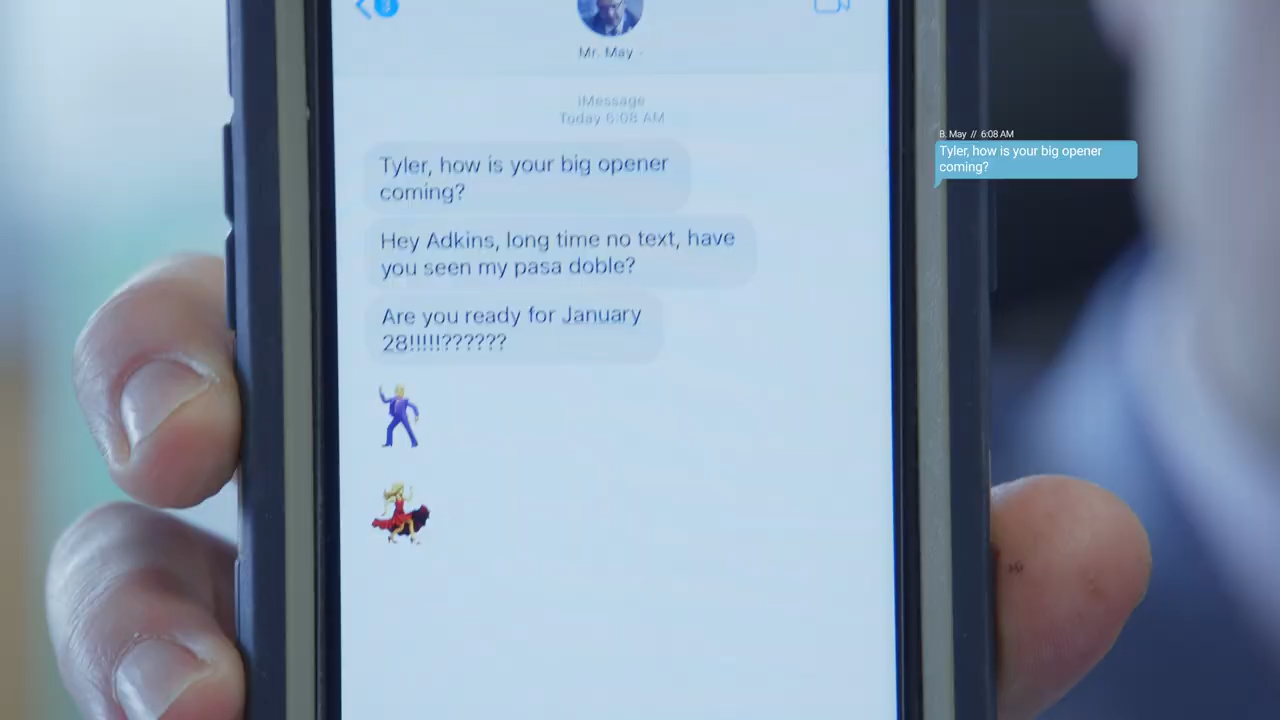 Mr. May
iMessage
Today 6:08 AM
Tyler, how is your big opener
coming?
Hey Adkins, long time no text, have
you seen my pasa doble?
Are you ready for January
28!!!!!??????
B. May // 6:08 AM
Tyler, how is your big opener
coming?